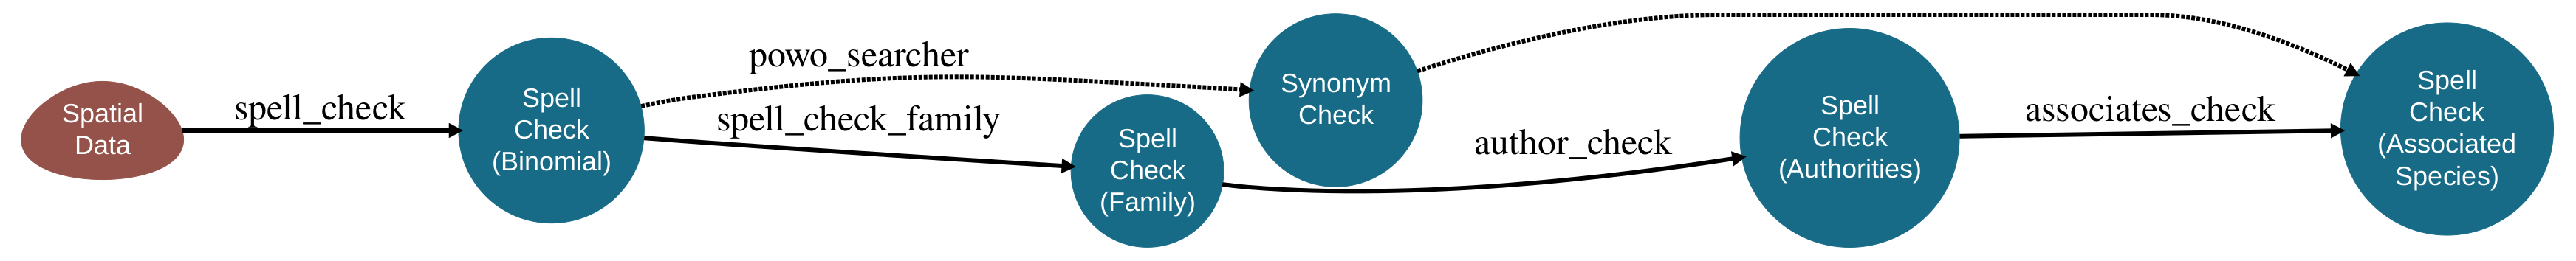 Spatial
Data
spell_check
Spell
Check
(Binomial)
powo_searcher
spell_check_family
Spell
Check
(Family)
Synonym
Check
author_check
Spell
Check
(Authorities)
associates_check
Spell
Check
(Associated
Species)